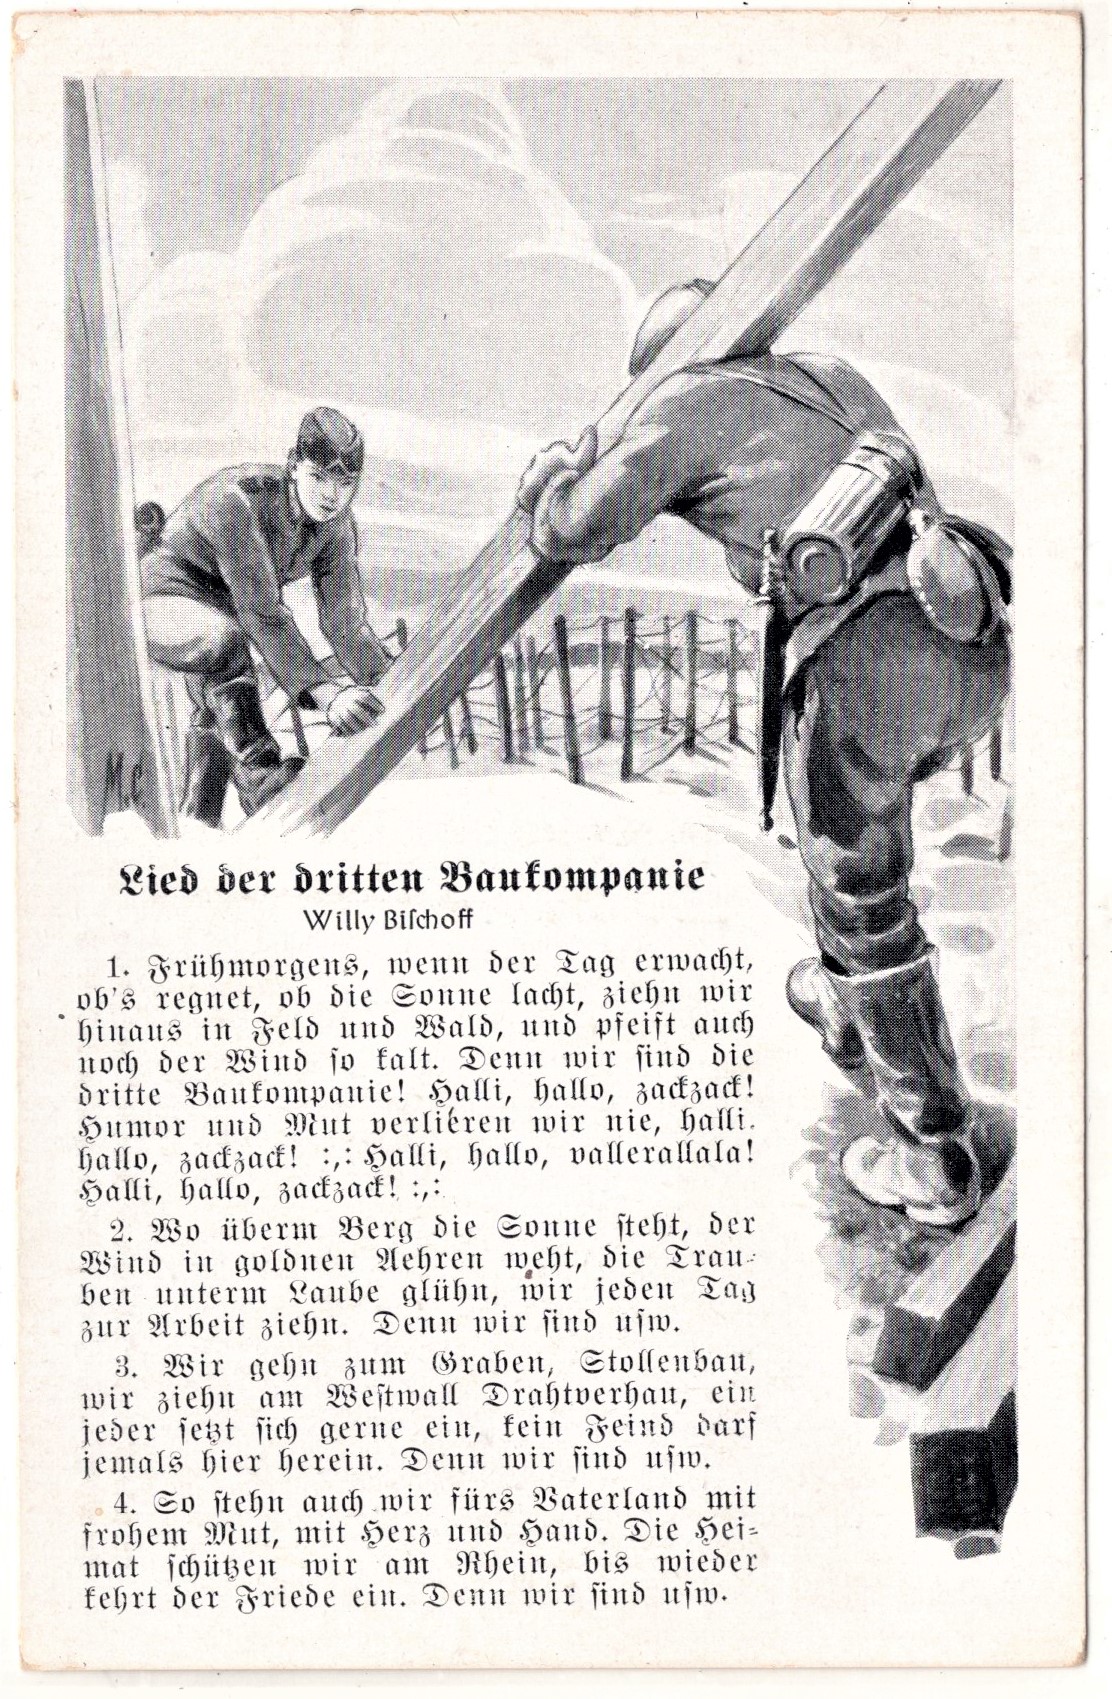 M. C.
Lied der dritten Baukompanie
Willy Biſchoff
1. Frühmorgens, wenn der Tag erwacht,
ob's regnet, ob die Sonne lacht, ziehn wir
hinaus in Feld und Wald, und pfeift auch
noch der Wind ſo kalt. Denn wir ſind die
dritte Baukompanie! Halli, hallo, zackzack!
Humor und Mut verliéren wir nie, halli,
hallo, zackzack! :,: Halli, hallo, vallerallala!
Halli, hallo, zackzack! :,:
2. Wo überm Berg die Sonne ſteht, der
Wind in goldnen Aehren weht, die Trau-
ben unterm Laube glühn, wir jeden Tag
zur Arbeit ziehn. Denn wir ſind uſw.
3. Wir gehn zum Graben, Stollenbau,
wir ziehn am Weſtwall Drahtverhau, ein
jeder ſetzt ſich gerne ein, kein Feind darf
jemals hier herein. Denn wir ſind uſw.
4. So ſtehn auch wir fürs Vaterland mit
frohem Mut, mit Herz und Hand. Die Hei-
mat ſchützen wir am Rhein, bis wieder
kehrt der Friede ein. Denn wir ſind uſw.